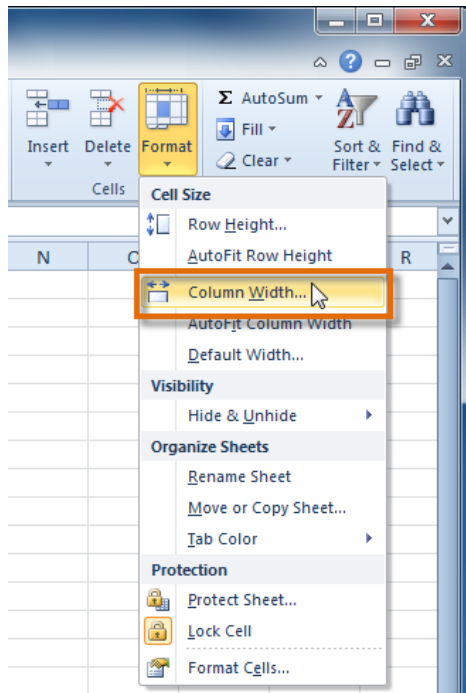 Σ AutoSum
Fill
Clear
Insert Delete Format
Sort & Filter
Find & Select
Cells
Cell Size
Row Height...
AutoFit Row Height
N
R
Column Width...
AutoFit Column Width
Default Width...
Visibility
Hide & Unhide
Organize Sheets
Rename Sheet
Move or Copy Sheet...
Tab Color
Protection
Protect Sheet...
Lock Cell
Format Cells...